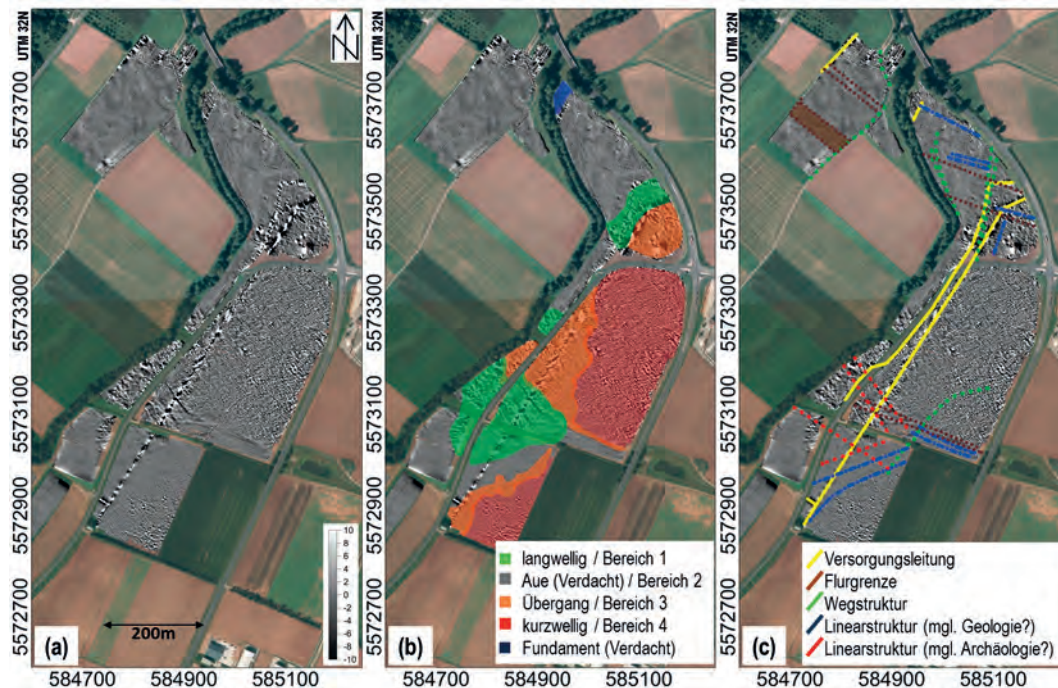 UTM 32N
5573700
5573500
5573300
5573100
5572900
5572700
N
10
8
6
4
2
0
-2
-4
-6
-8
-10
(a)
200m
584700
584900
585100
UTM 32N
5573700
5573500
5573300
5573100
5572900
5572700
langwellig / Bereich 1
Aue (Verdacht) / Bereich 2
Übergang / Bereich 3
kurzwellig / Bereich 4
Fundament (Verdacht)
(b)
584700
584900
585100
UTM 32N
5573700
5573500
5573300
5573100
5572900
5572700
Versorgungsleitung
Flurgrenze
Wegstruktur
Linearstruktur (mgl. Geologie?)
Linearstruktur (mgl. Archäologie?)
(c)
584700
584900
585100